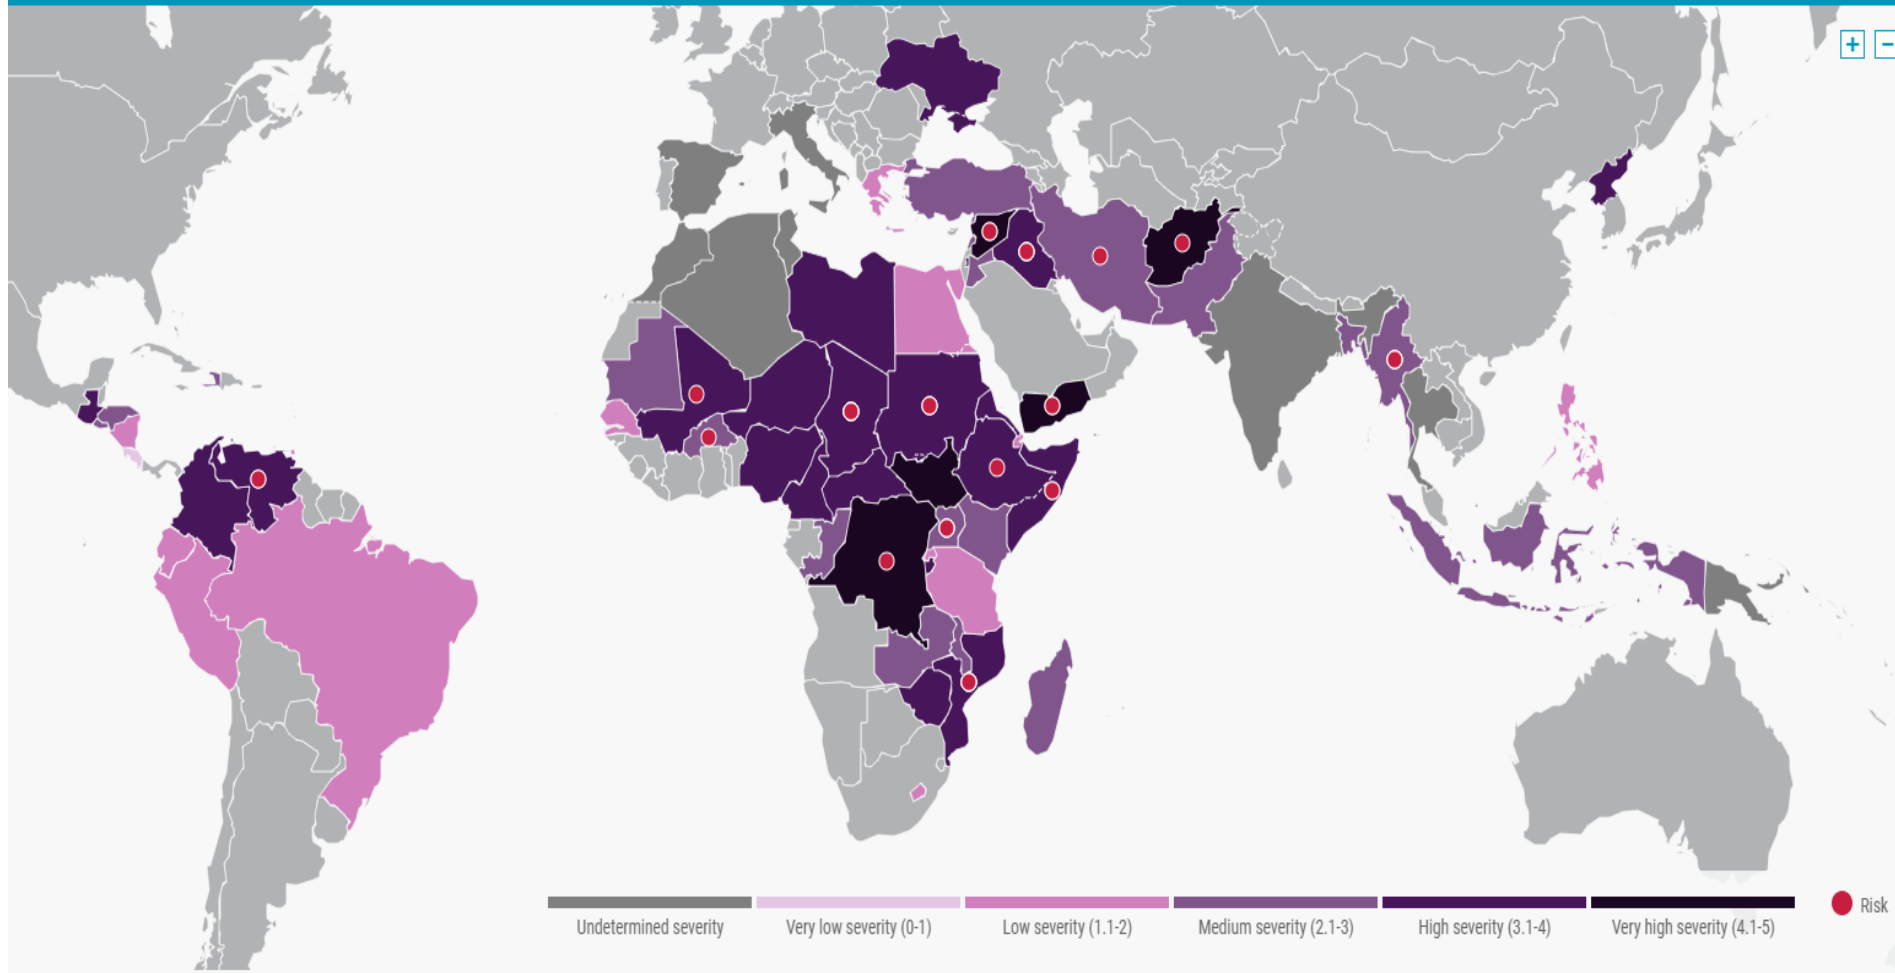 + −
Undetermined severity
Very low severity (0-1)
Low severity (1.1-2)
Medium severity (2.1-3)
High severity (3.1-4)
Very high severity (4.1-5)
Risk